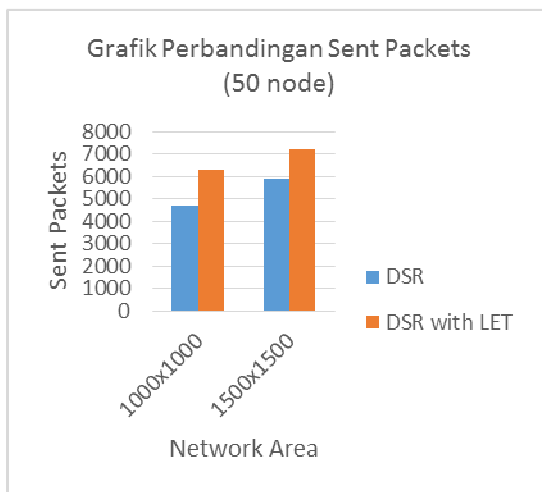 Grafik Perbandingan Sent Packets
(50 node)
Sent Packets
8000
7000
6000
5000
4000
3000
2000
1000
0
1000x1000
1500x1500
Network Area
DSR
DSR with LET